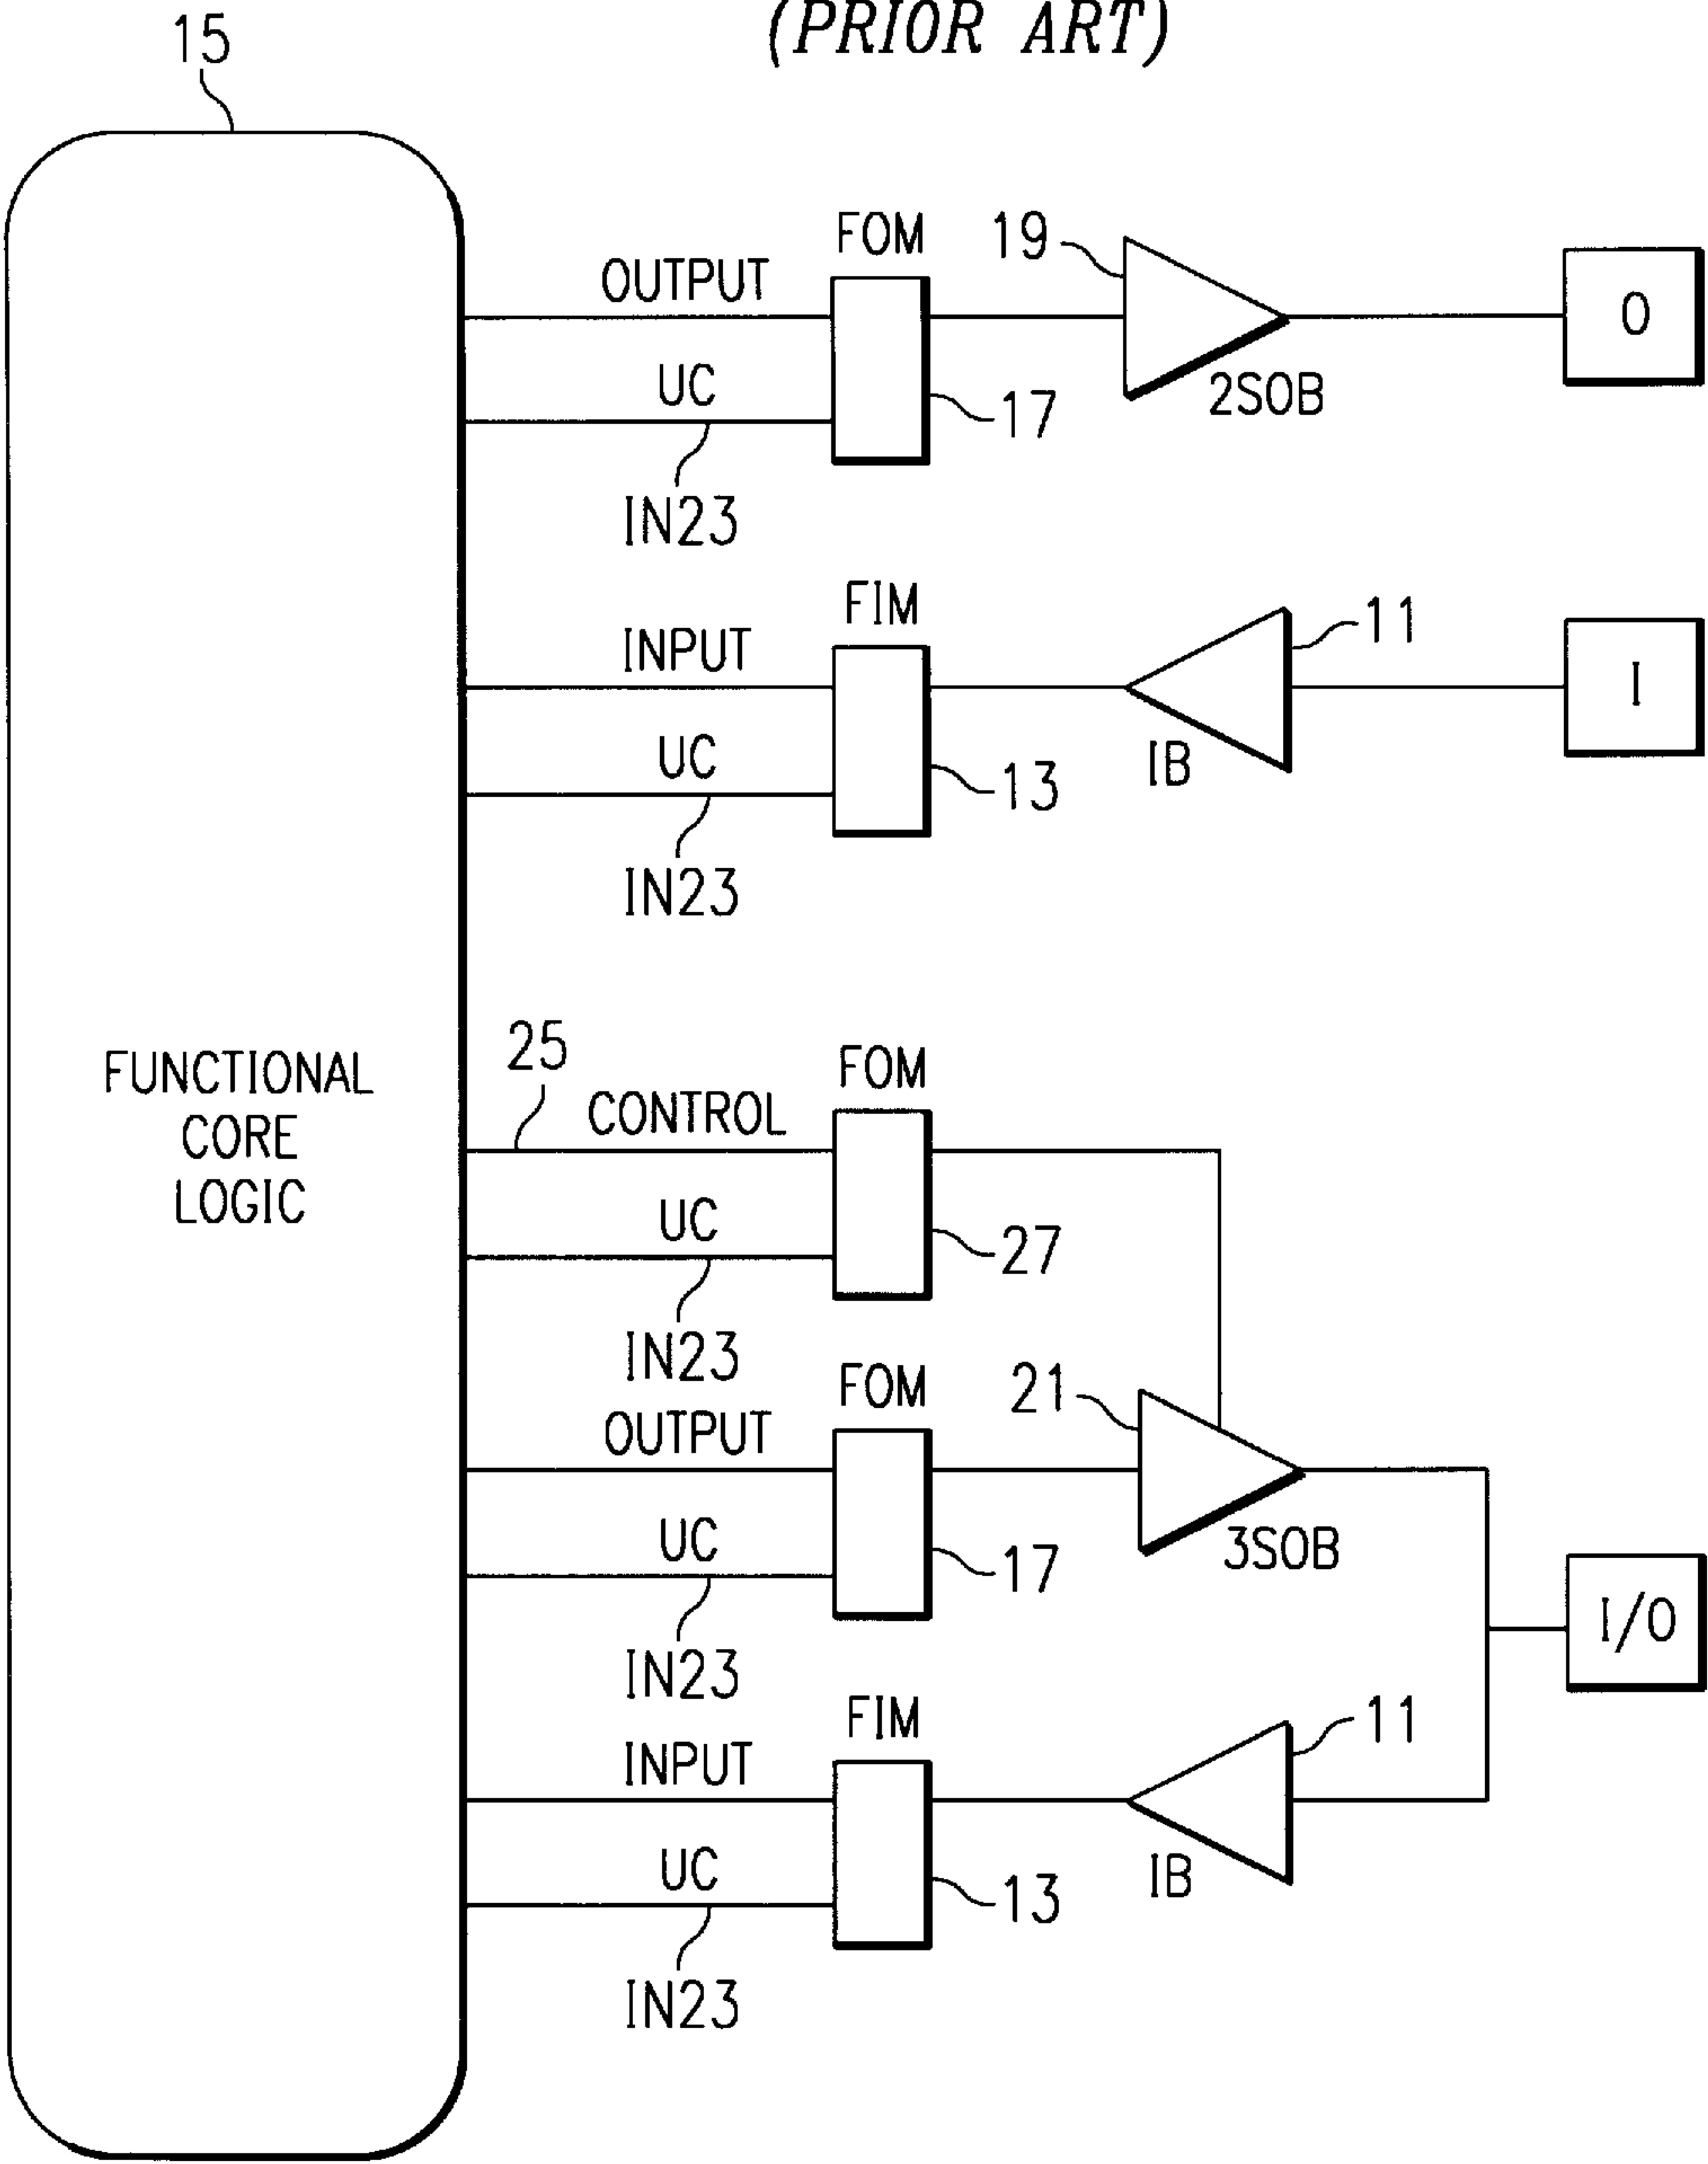 (PRIOR ART)
15
FOM
19
OUTPUT
O
UC
2SOB
17
IN23
FIM
11
INPUT
I
UC
IB
13
IN23
25
FOM
CONTROL
FUNCTIONAL
CORE
LOGIC
UC
27
IN23
FOM
21
OUTPUT
UC
3SOB
17
I/O
IN23
FIM
11
INPUT
UC
IB
13
IN23